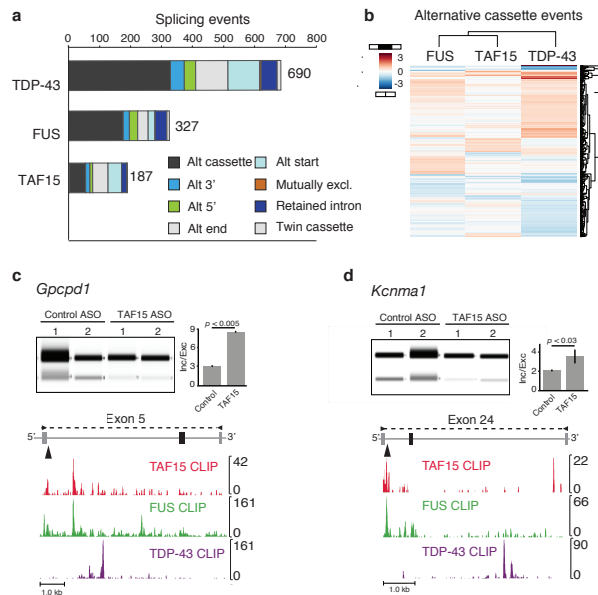 a
Splicing events
0 100 200 300 400 500 600 700 800
TDP-43
690
FUS
327
TAF15
187
Alt cassette
Alt start
Alt 3'
Mutually excl.
Alt 5'
Retained intron
Alt end
Twin cassette
b
Alternative cassette events
3
0
-3
FUS TAF15 TDP-43
c
Gpcpd1
Control ASO TAF15 ASO
1 2 1 2
p < 0.005
Inc/Exc
9
6
3
0
Control
TAF15
Exon 5
5' 3'
TAF15 CLIP
42
0
FUS CLIP
161
0
TDP-43 CLIP
161
0
1.0 kb
d
Kcnma1
Control ASO TAF15 ASO
1 2 1 2
p < 0.03
Inc/Exc
4
2
0
Control
TAF15
Exon 24
5' 3'
TAF15 CLIP
22
0
FUS CLIP
66
0
TDP-43 CLIP
90
0
1.0 kb